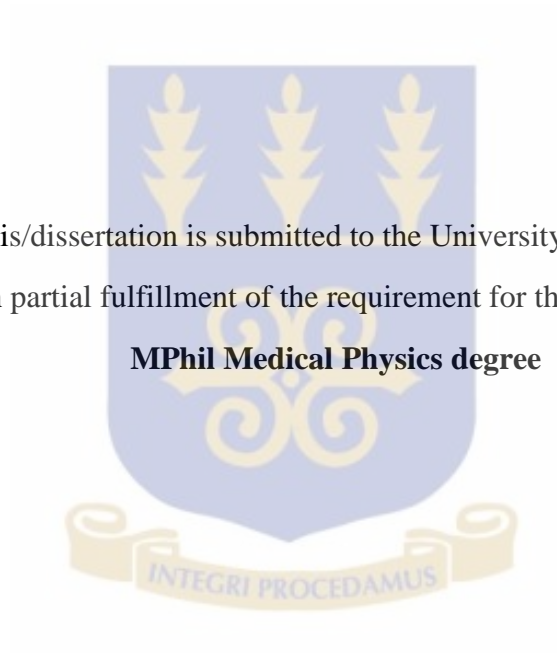 is/dissertation is submitted to the University
partial fulfillment of the requirement for th
MPhil Medical Physics degree
INTEGRI PROCEDAMUS